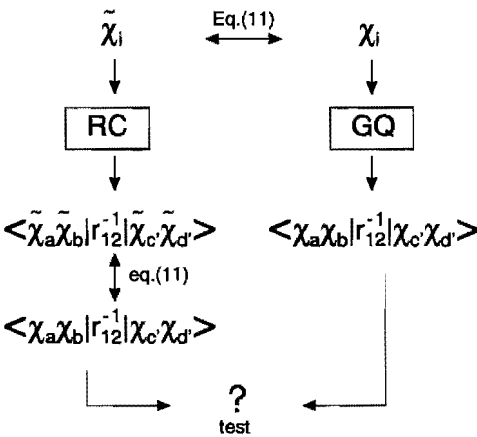 χ̃i Eq.(11) χi
RC GQ
<χ̃aχ̃b|r12^-1|χ̃c'χ̃d'> <χaχb|r12^-1|χc'χd'>
eq.(11)
<χaχb|r12^-1|χc'χd'>
?
test